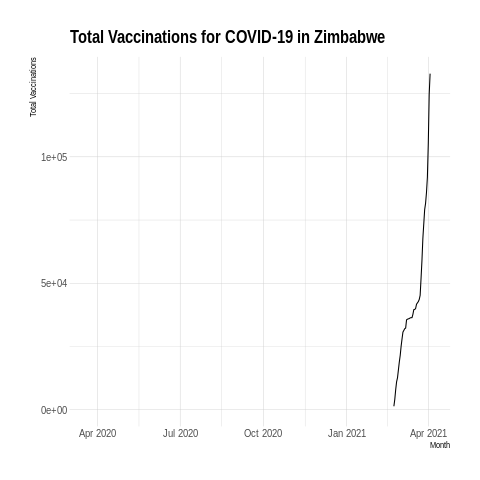 Total Vaccinations for COVID-19 in Zimbabwe
Total Vaccinations
1e+05
5e+04
0e+00
Apr 2020 Jul 2020 Oct 2020 Jan 2021 Apr 2021
Month